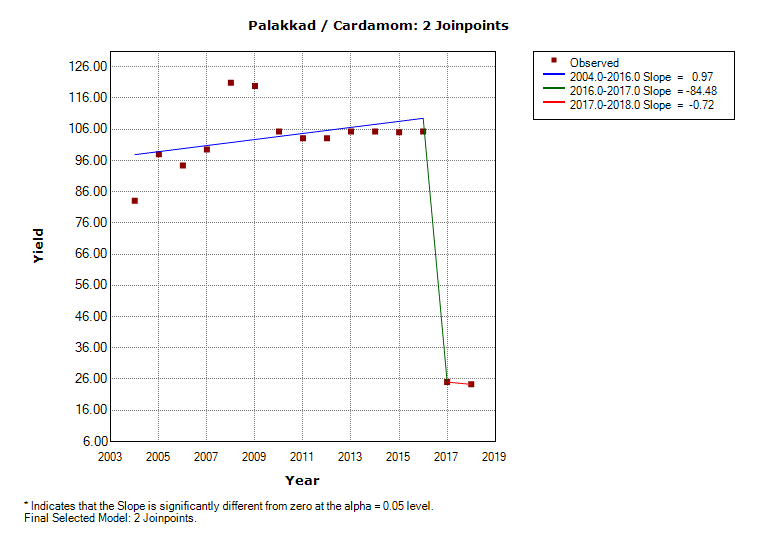 Palakkad / Cardamom: 2 Joinpoints
Observed
2004.0-2016.0 Slope = 0.97
2016.0-2017.0 Slope = -84.48
2017.0-2018.0 Slope = -0.72
Yield
126.00
116.00
106.00
96.00
86.00
76.00
66.00
56.00
46.00
36.00
26.00
16.00
6.00
2003 2005 2007 2009 2011 2013 2015 2017 2019
Year
* Indicates that the Slope is significantly different from zero at the alpha = 0.05 level.
Final Selected Model: 2 Joinpoints.